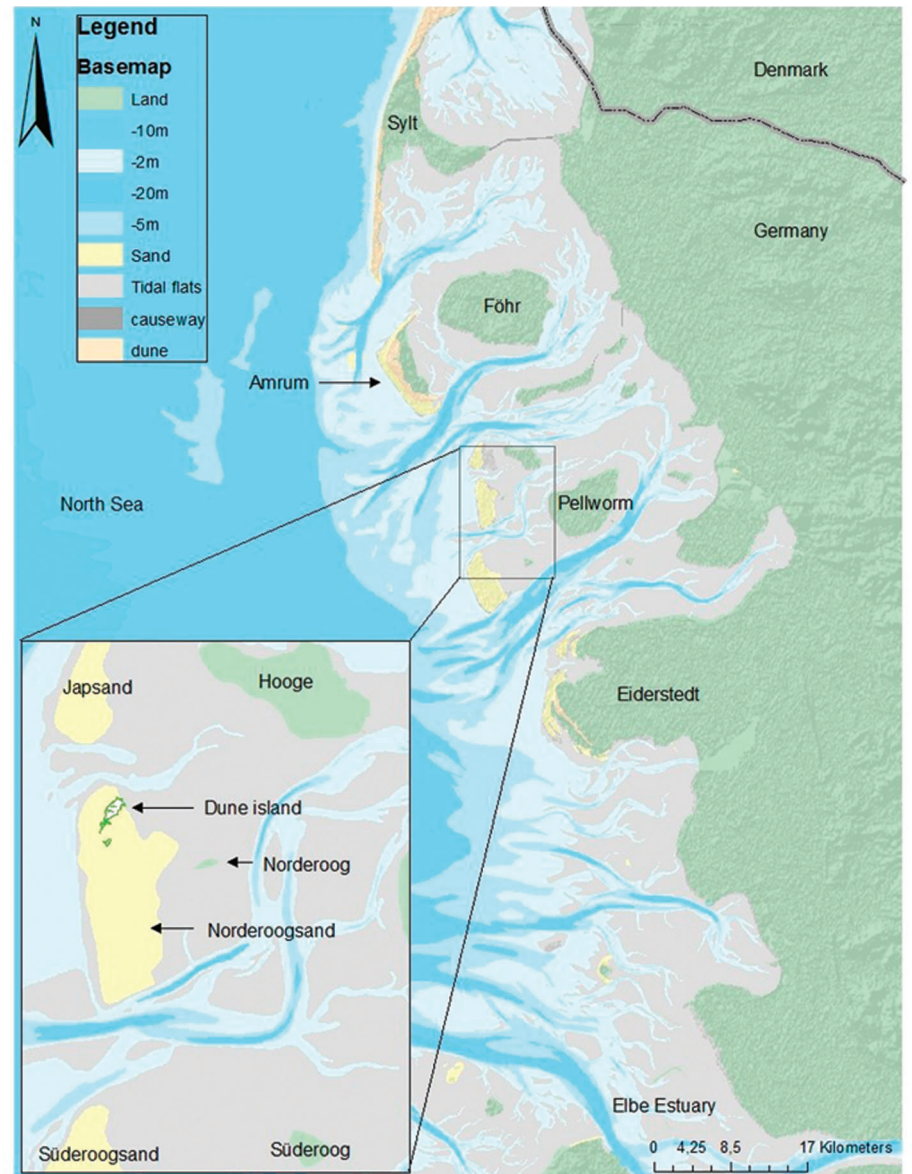 N
Legend
Basemap
Land
-10m
-2m
-20m
-5m
Sand
Tidal flats
causeway
dune
Denmark
Sylt
Germany
Föhr
Amrum
North Sea
Pellworm
Eiderstedt
Japsand
Hooge
Dune island
Norderoog
Norderoogsand
Süderoogsand
Süderoog
Elbe Estuary
0 4,25 8,5 17 Kilometers